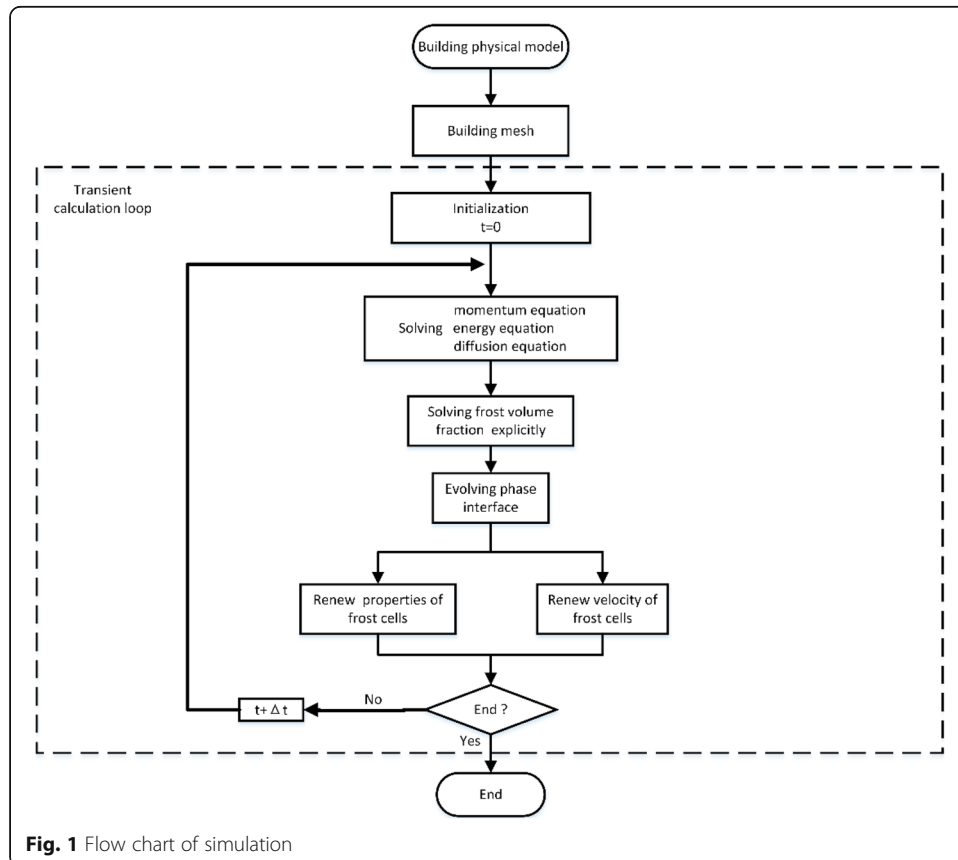 Building physical model
Building mesh
Transient
calculation loop
Initialization
t=0
momentum equation
Solving energy equation
diffusion equation
Solving frost volume
fraction explicitly
Evolving phase
interface
Renew properties of
frost cells
Renew velocity of
frost cells
t+Δt
No
End ?
Yes
End
Fig. 1 Flow chart of simulation